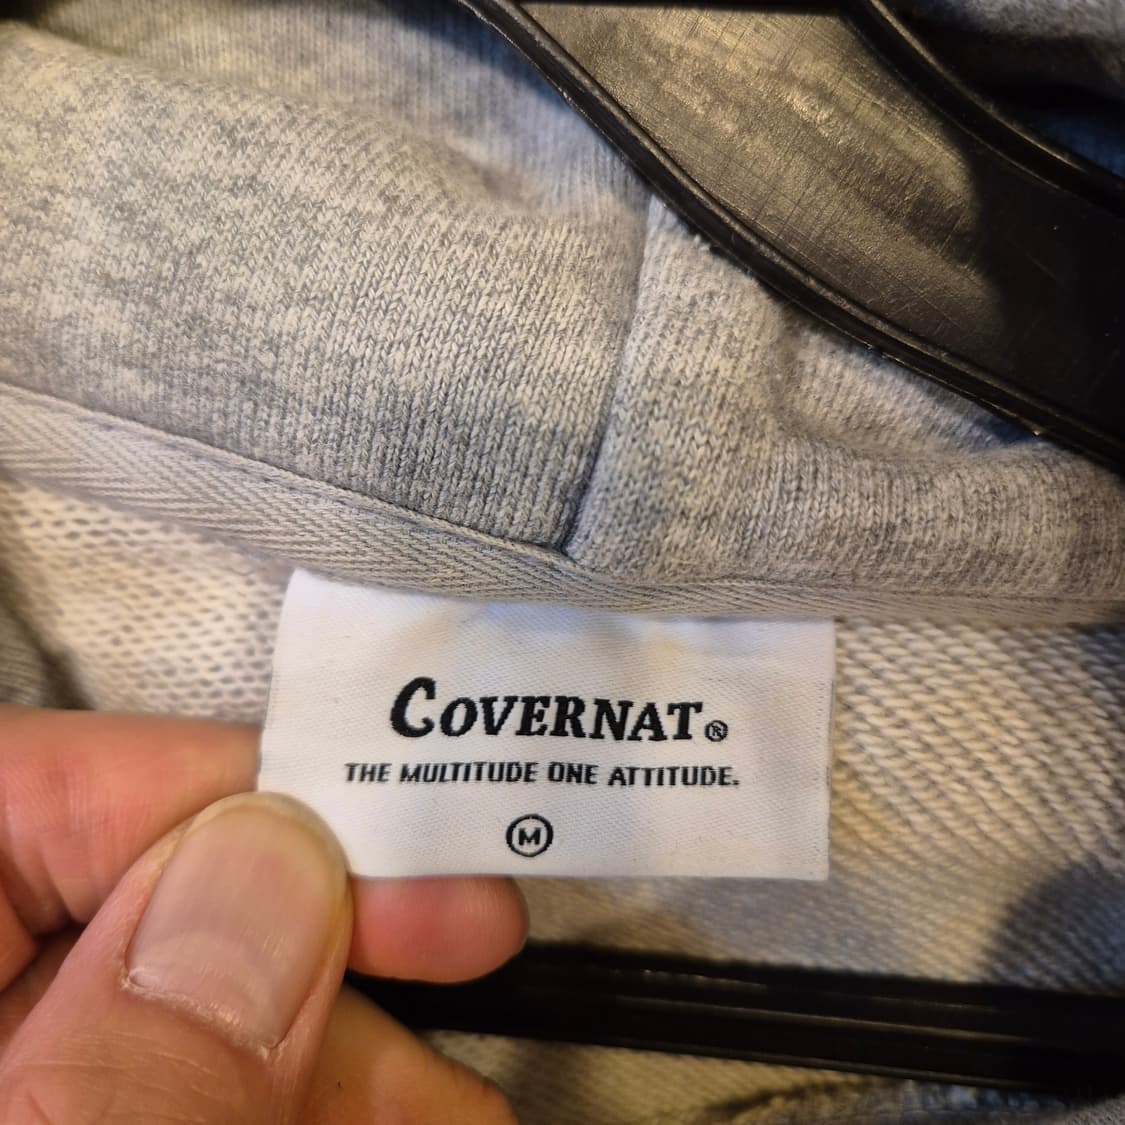 COVERNAT®
THE MULTITUDE ONE ATTITUDE.
M